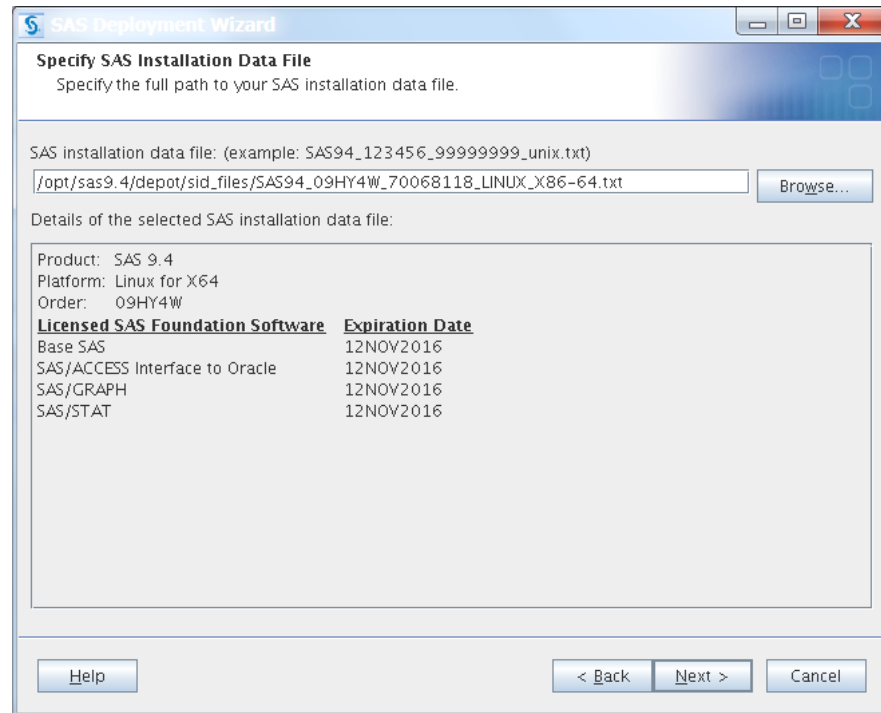 SAS Deployment Wizard
Specify SAS Installation Data File
Specify the full path to your SAS installation data file.
SAS installation data file: (example: SAS94_123456_99999999_unix.txt)
/opt/sas9.4/depot/sid_files/SAS94_09HY4W_70068118_LINUX_X86-64.txt
Browse...
Details of the selected SAS installation data file:
Product: SAS 9.4
Platform: Linux for X64
Order: 09HY4W
Licensed SAS Foundation Software Expiration Date
Base SAS 12NOV2016
SAS/ACCESS Interface to Oracle 12NOV2016
SAS/GRAPH 12NOV2016
SAS/STAT 12NOV2016
Help < Back Next > Cancel